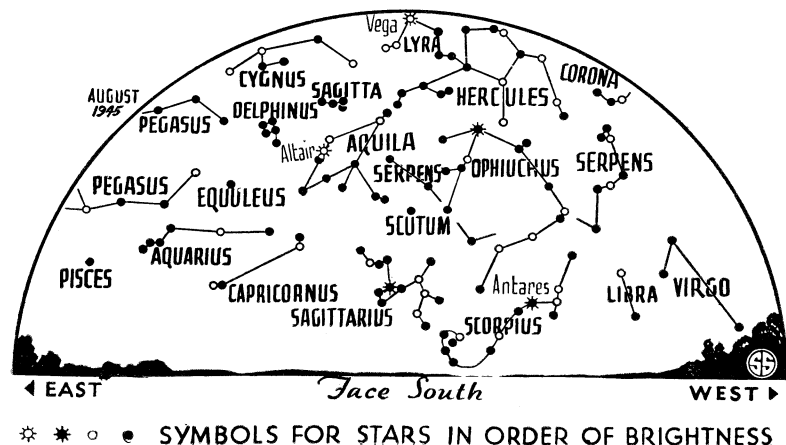 Vega
LYRA
CYGNUS
CORONA
SAGITTA
HERCULES
AUGUST
1945
DELPHINUS
PEGASUS
AQUILA
Altair
SERPENS
OPHIUCHUS
SERPENS
PEGASUS
EQUULEUS
SCUTUM
AQUARIUS
PISCES
CAPRICORNUS
Antares
LIBRA
VIRGO
SAGITTARIUS
SCORPIUS
SS
EAST
Face South
WEST
SYMBOLS FOR STARS IN ORDER OF BRIGHTNESS